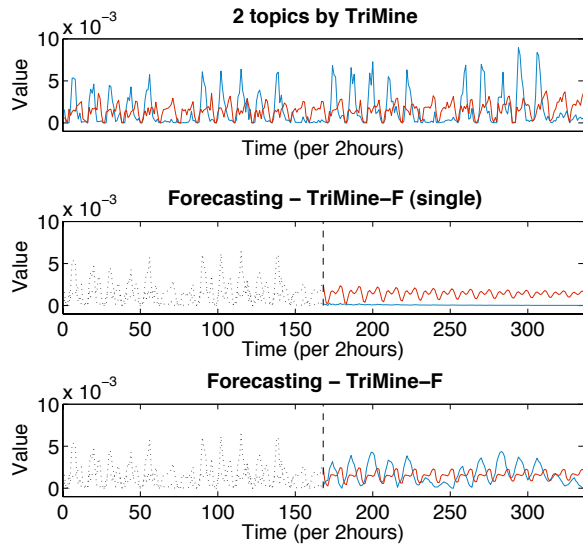 2 topics by TriMine
x 10−3
10
5
0
Value
Time (per 2hours)
Forecasting − TriMine−F (single)
x 10−3
10
5
0
Value
0 50 100 150 200 250 300
Time (per 2hours)
Forecasting − TriMine−F
x 10−3
10
5
0
Value
0 50 100 150 200 250 300
Time (per 2hours)